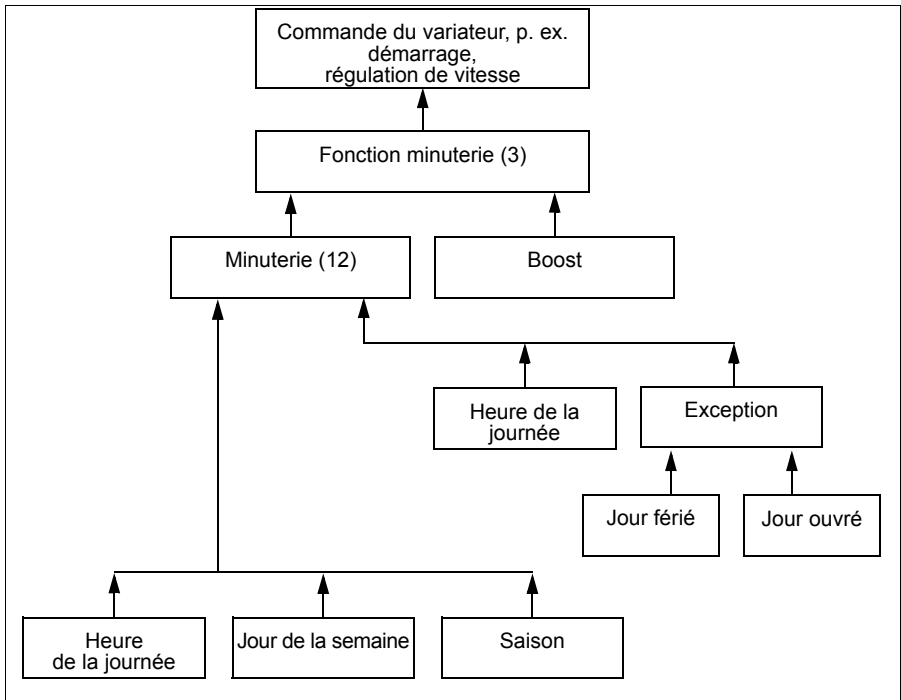 Commande du variateur, p. ex.
démarrage,
régulation de vitesse
Fonction minuterie (3)
Minuterie (12)
Boost
Heure de la
journée
Exception
Jour férié
Jour ouvré
Heure
de la journée
Jour de la semaine
Saison